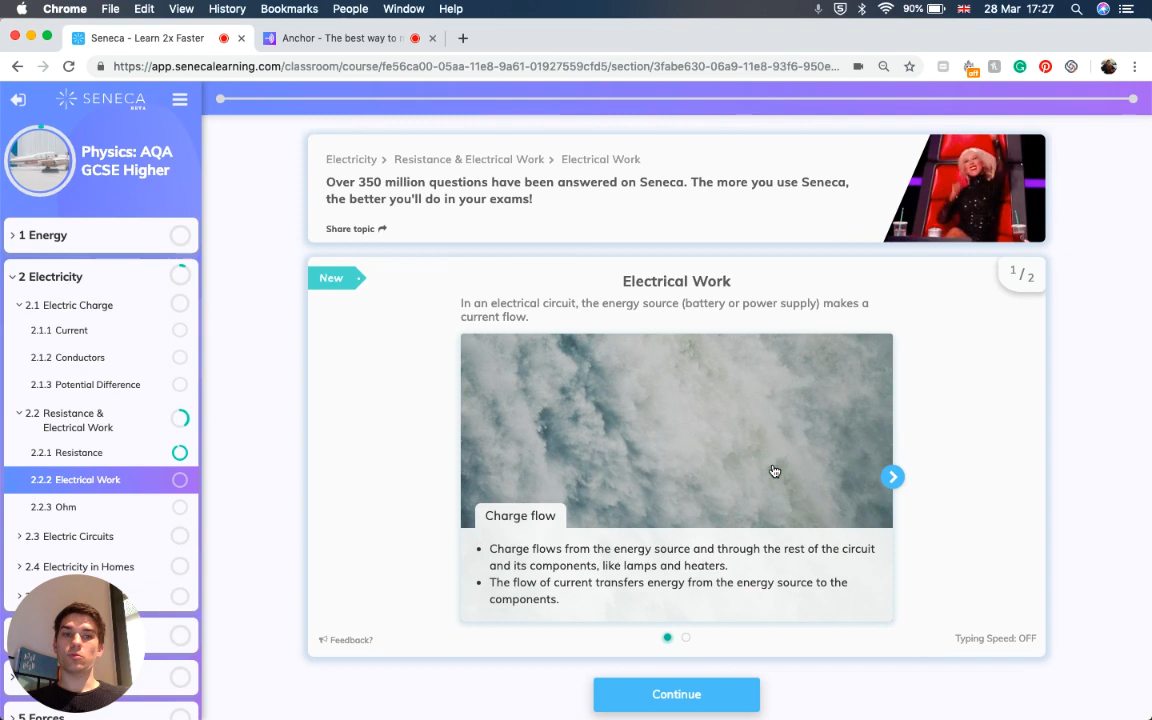 Chrome File Edit View History Bookmarks People Window Help 90% 28 Mar 17:27
Seneca - Learn 2x Faster Anchor - The best way to
https://app.senecalearning.com/classroom/course/fe56ca00-05aa-11e8-9a61-01927559cfd5/section/3fabe630-06a9-11e8-93f6-950e...
off
SENECA
BETA
Physics: AQA
GCSE Higher
1 Energy
2 Electricity
2.1 Electric Charge
2.1.1 Current
2.1.2 Conductors
2.1.3 Potential Difference
2.2 Resistance &
Electrical Work
2.2.1 Resistance
2.2.2 Electrical Work
2.2.3 Ohm
2.3 Electric Circuits
2.4 Electricity in Homes
5 Forces
Electricity > Resistance & Electrical Work > Electrical Work
Over 350 million questions have been answered on Seneca. The more you use Seneca,
the better you'll do in your exams!
Share topic
New
Electrical Work
1/2
In an electrical circuit, the energy source (battery or power supply) makes a
current flow.
Charge flow
• Charge flows from the energy source and through the rest of the circuit
and its components, like lamps and heaters.
• The flow of current transfers energy from the energy source to the
components.
Feedback?
Typing Speed: OFF
Continue